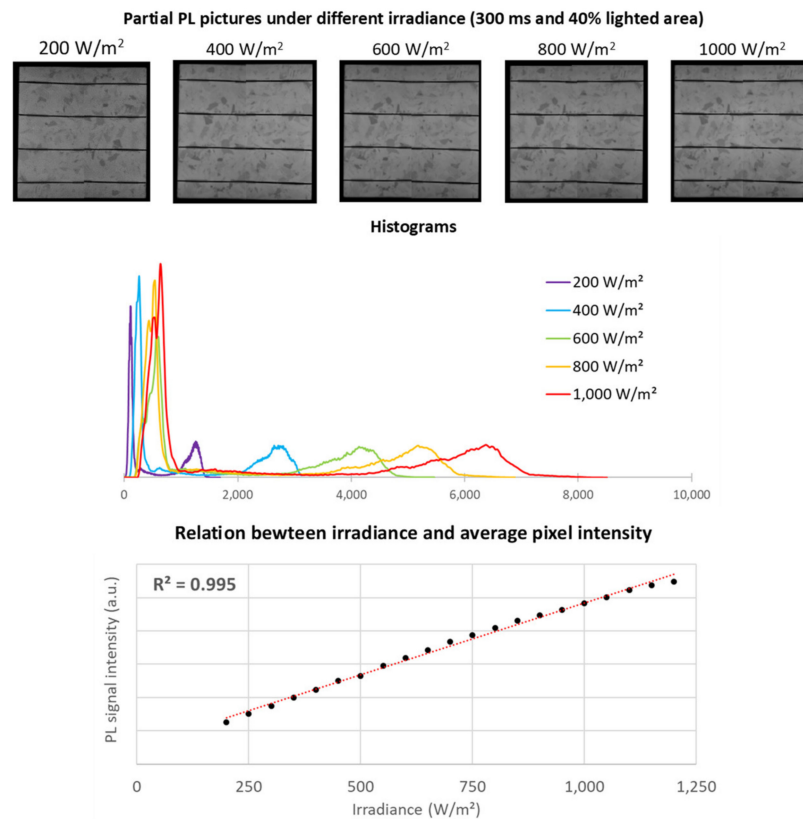 Partial PL pictures under different irradiance (300 ms and 40% lighted area)
200 W/m² 400 W/m² 600 W/m² 800 W/m² 1000 W/m²
Histograms
200 W/m²
400 W/m²
600 W/m²
800 W/m²
1,000 W/m²
0 2,000 4,000 6,000 8,000 10,000
Relation bewteen irradiance and average pixel intensity
R² = 0.995
PL signal intensity (a.u.)
0 250 500 750 1,000 1,250
Irradiance (W/m²)